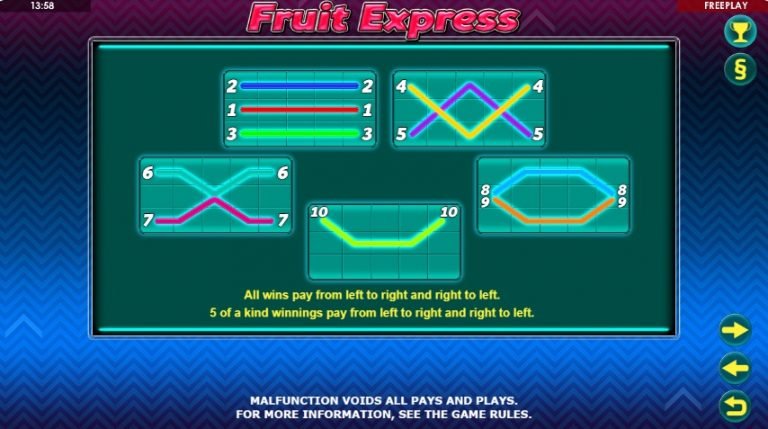 13:58
Fruit Express
FREEPLAY
§
2 2
1 1
3 3
4 4
5 5
6 6
7 7
8 8
9 9
10 10
All wins pay from left to right and right to left.
5 of a kind winnings pay from left to right and right to left.
MALFUNCTION VOIDS ALL PAYS AND PLAYS.
FOR MORE INFORMATION, SEE THE GAME RULES.